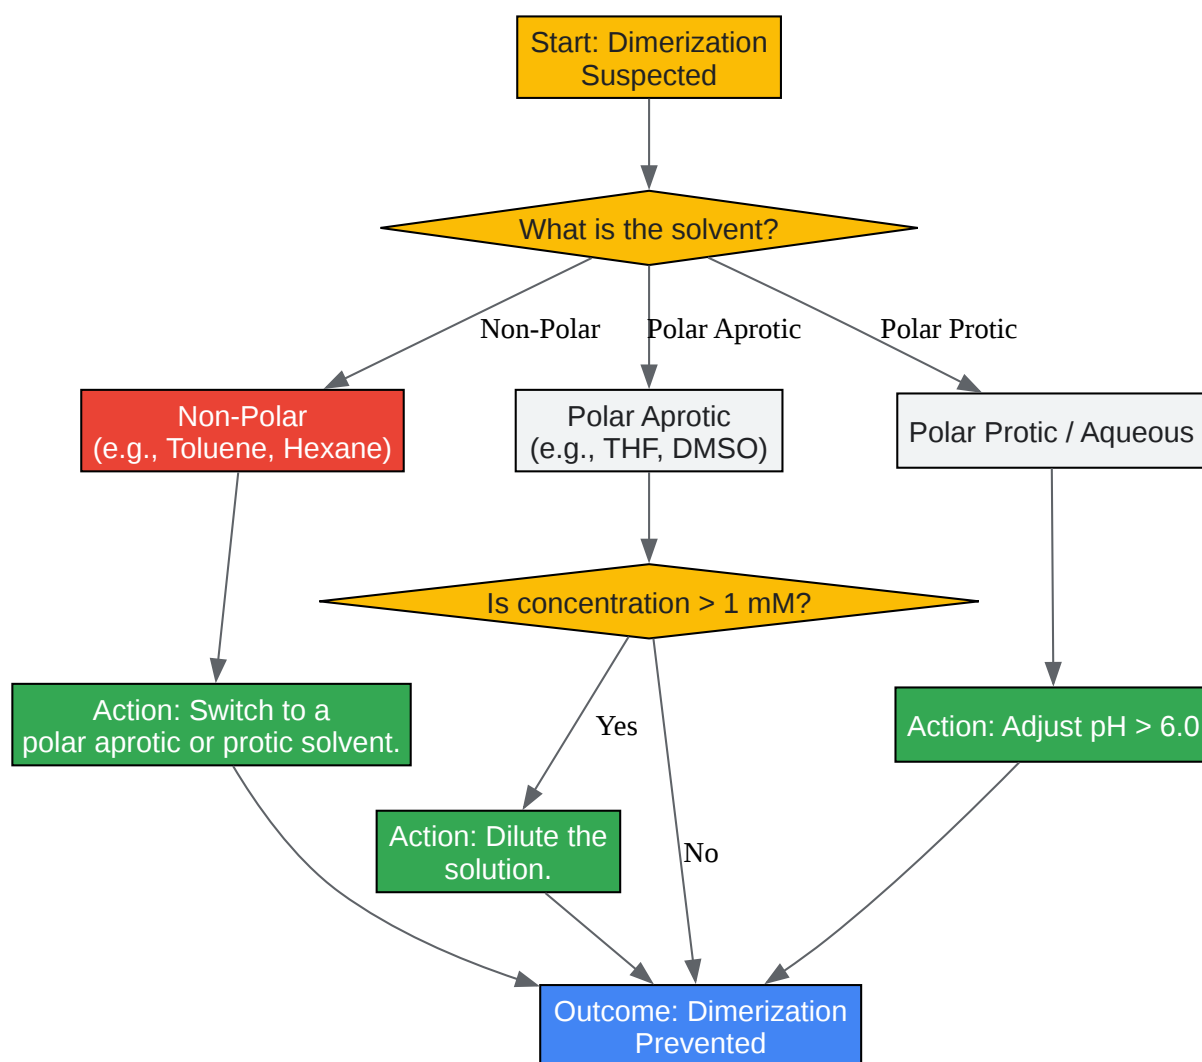 Start: Dimerization
Suspected
What is the solvent?
Non-Polar
Polar Aprotic
Polar Protic
Non-Polar
(e.g., Toluene, Hexane)
Polar Aprotic
(e.g., THF, DMSO)
Polar Protic / Aqueous
Is concentration > 1 mM?
Action: Switch to a
polar aprotic or protic solvent.
Yes
Action: Adjust pH > 6.0
Action: Dilute the
solution.
No
Outcome: Dimerization
Prevented